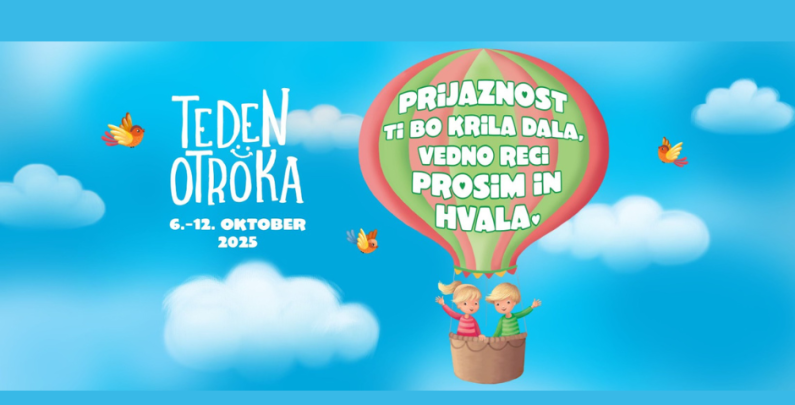 TEDEN
OTROKA
6.-12. OKTOBER
2025
PRIJAZNOST
TI BO KRILA DALA,
VEDNO RECI
PROSIM IN
HVALA.